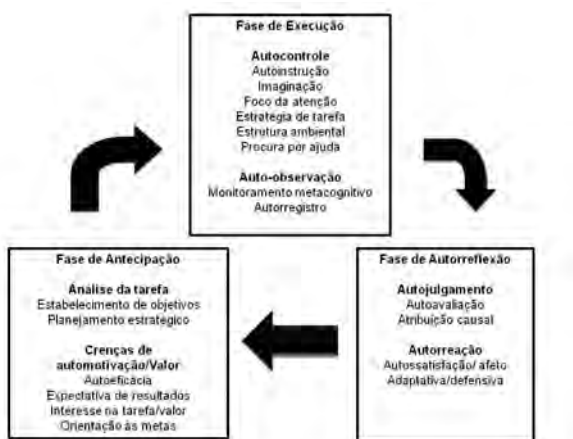 Fase de Execução
Autocontrole
Autoinstrução
Imaginação
Foco da atenção
Estratégia de tarefa
Estrutura ambiental
Procura por ajuda
Auto-observação
Monitoramento metacognitivo
Autorregistro
Fase de Antecipação
Análise da tarefa
Estabelecimento de objetivos
Planejamento estratégico
Crenças de
automotivação/Valor
Autoeficácia
Expectativa de resultados
Interesse na tarefa/valor
Orientação às metas
Fase de Autorreflexão
Autojulgamento
Autoavaliação
Atribuição causal
Autorreação
Autossatisfação/ afeto
Adaptativa/defensiva